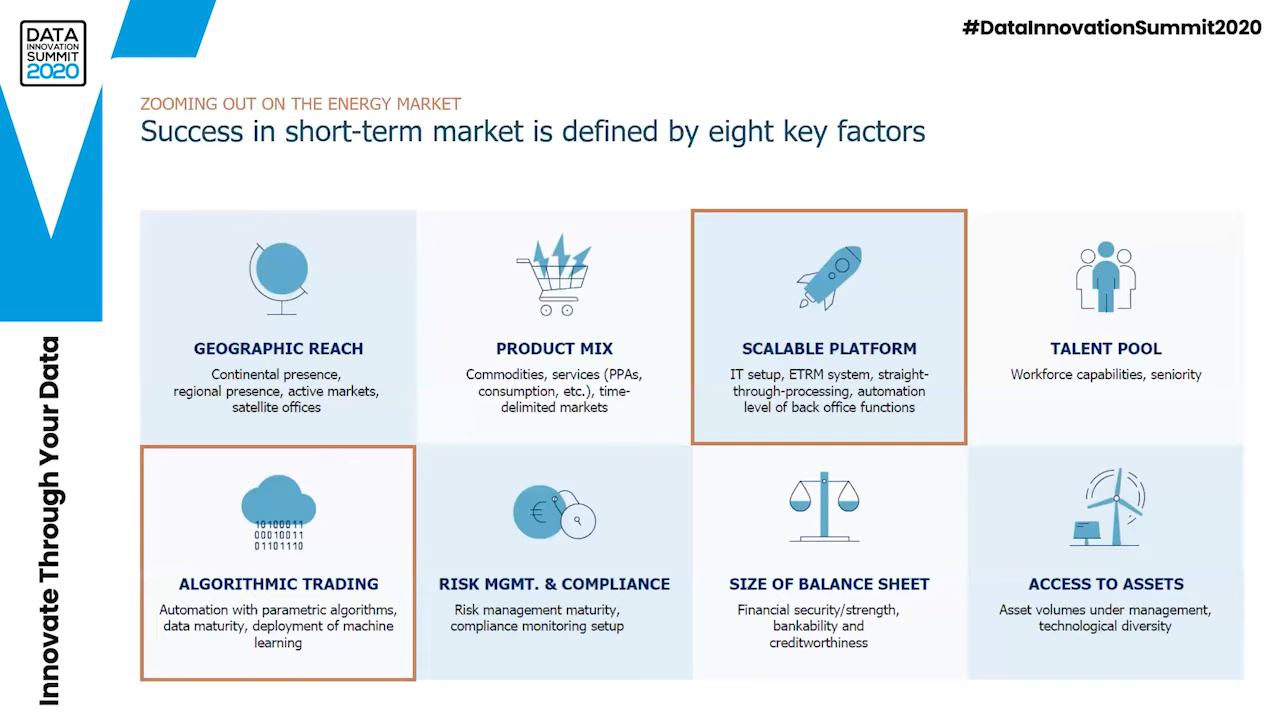 DATA
INNOVATION
SUMMIT
2020
#DataInnovationSummit2020
ZOOMING OUT ON THE ENERGY MARKET
Success in short-term market is defined by eight key factors
GEOGRAPHIC REACH
Continental presence,
regional presence, active markets,
satellite offices
PRODUCT MIX
Commodities, services (PPAs,
consumption, etc.), time-
delimited markets
SCALABLE PLATFORM
IT setup, ETRM system, straight-
through-processing, automation
level of back office functions
TALENT POOL
Workforce capabilities, seniority
10100011
00010011
01101110
ALGORITHMIC TRADING
Automation with parametric algorithms,
data maturity, deployment of machine
learning
€
RISK MGMT. & COMPLIANCE
Risk management maturity,
compliance monitoring setup
SIZE OF BALANCE SHEET
Financial security/strength,
bankability and
creditworthiness
ACCESS TO ASSETS
Asset volumes under management,
technological diversity
Innovate Through Your Data